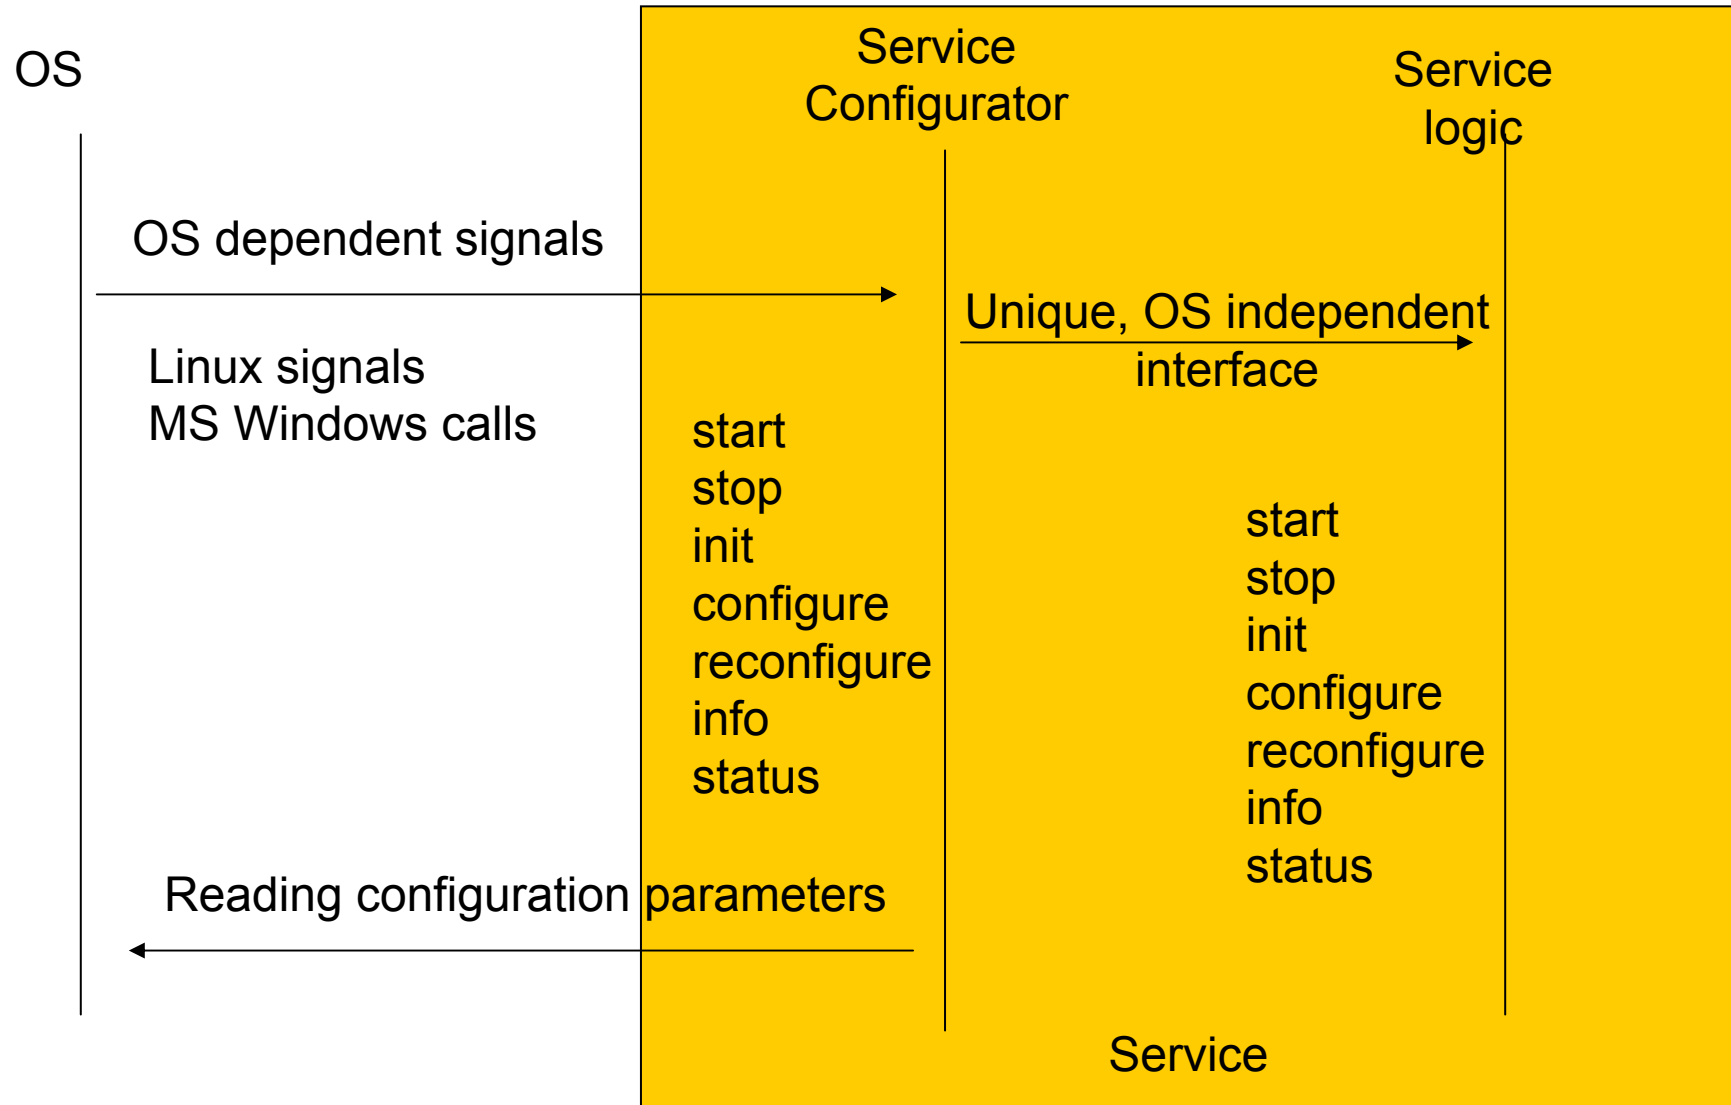 OS
Service
Configurator
Service
logic
OS dependent signals
Unique, OS independent
interface
Linux signals
MS Windows calls
start
stop
init
configure
reconfigure
info
status
start
stop
init
configure
reconfigure
info
status
Reading configuration parameters
Service